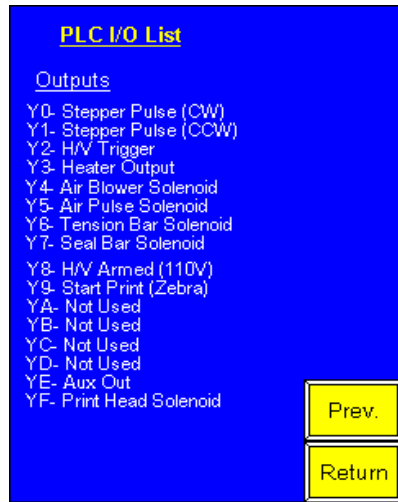 PLC I/O List
Outputs
Y0- Stepper Pulse (CW)
Y1- Stepper Pulse (CCW)
Y2- H/V Trigger
Y3- Heater Output
Y4- Air Blower Solenoid
Y5- Air Pulse Solenoid
Y6- Tension Bar Solenoid
Y7- Seal Bar Solenoid
Y8- H/V Armed (110V)
Y9- Start Print (Zebra)
YA- Not Used
YB- Not Used
YC- Not Used
YD- Not Used
YE- Aux Out
YF- Print Head Solenoid
Prev.
Return